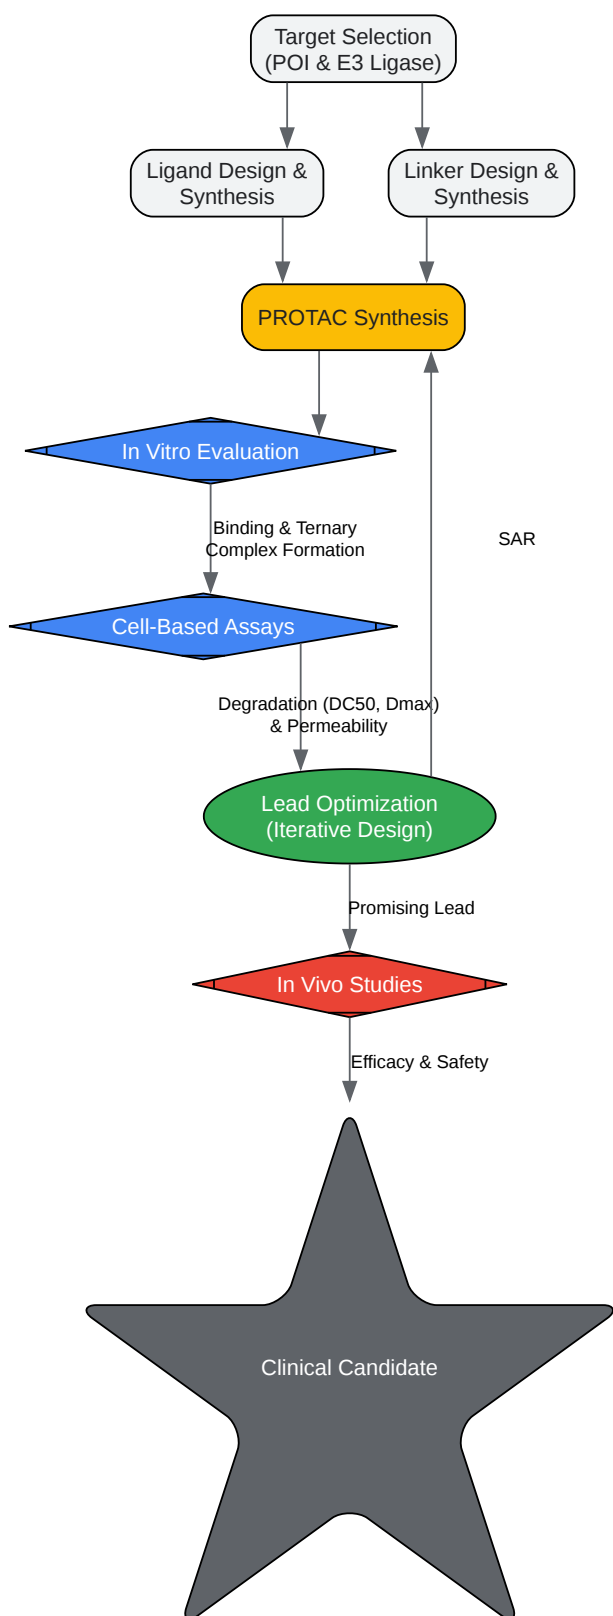 Target Selection
(POI & E3 Ligase)
Ligand Design &
Synthesis
Linker Design &
Synthesis
PROTAC Synthesis
In Vitro Evaluation
Binding & Ternary
Complex Formation
SAR
Cell-Based Assays
Degradation (DC50, Dmax)
& Permeability
Lead Optimization
(Iterative Design)
Promising Lead
In Vivo Studies
Efficacy & Safety
Clinical Candidate